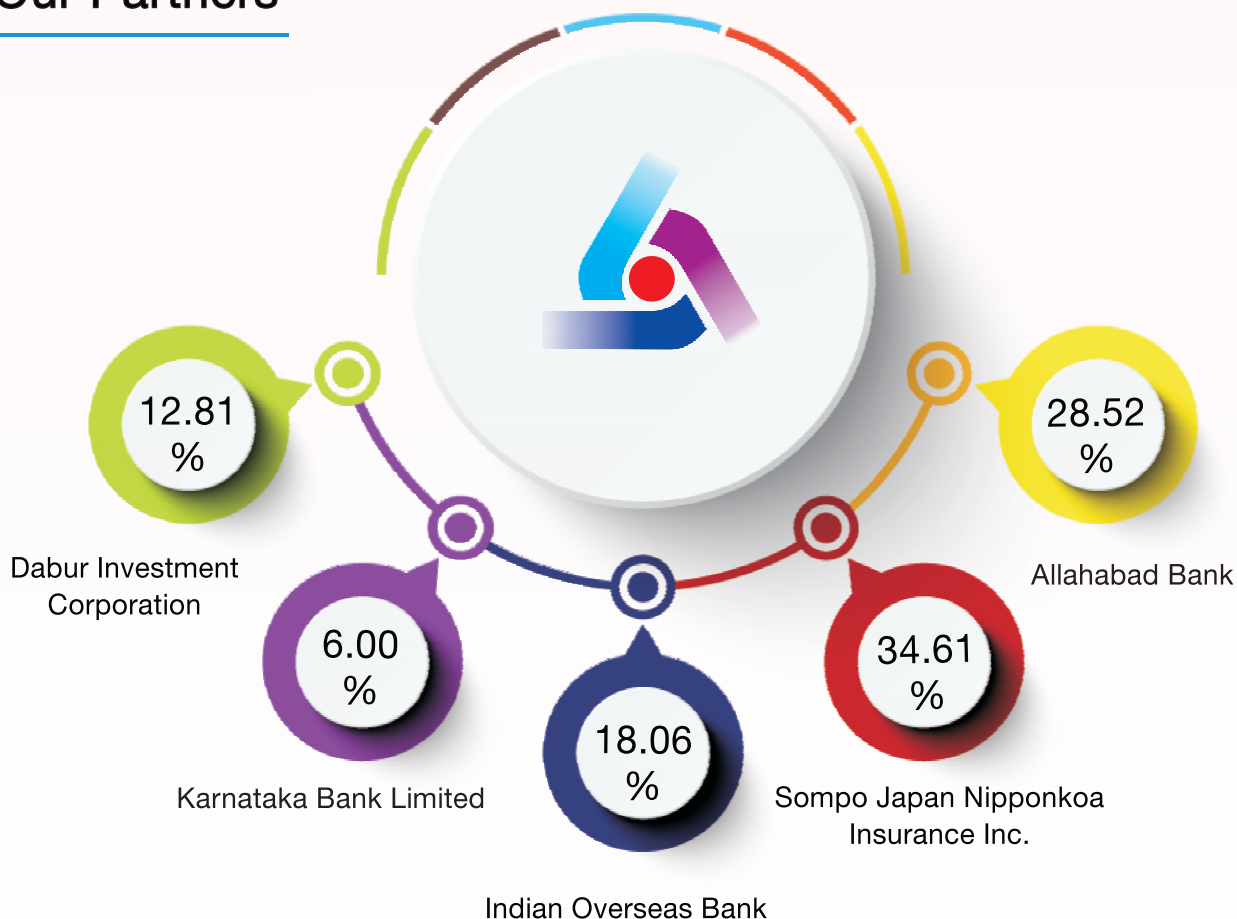 Our Partners
12.81
%
Dabur Investment
Corporation
6.00
%
Karnataka Bank Limited
18.06
%
Indian Overseas Bank
34.61
%
Sompo Japan Nipponkoa
Insurance Inc.
28.52
%
Allahabad Bank